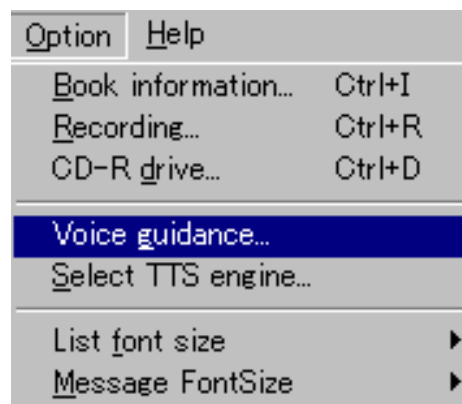 Option Help
Book information... Ctrl+I
Recording... Ctrl+R
CD-R drive... Ctrl+D
Voice guidance...
Select TTS engine...
List font size
Message FontSize